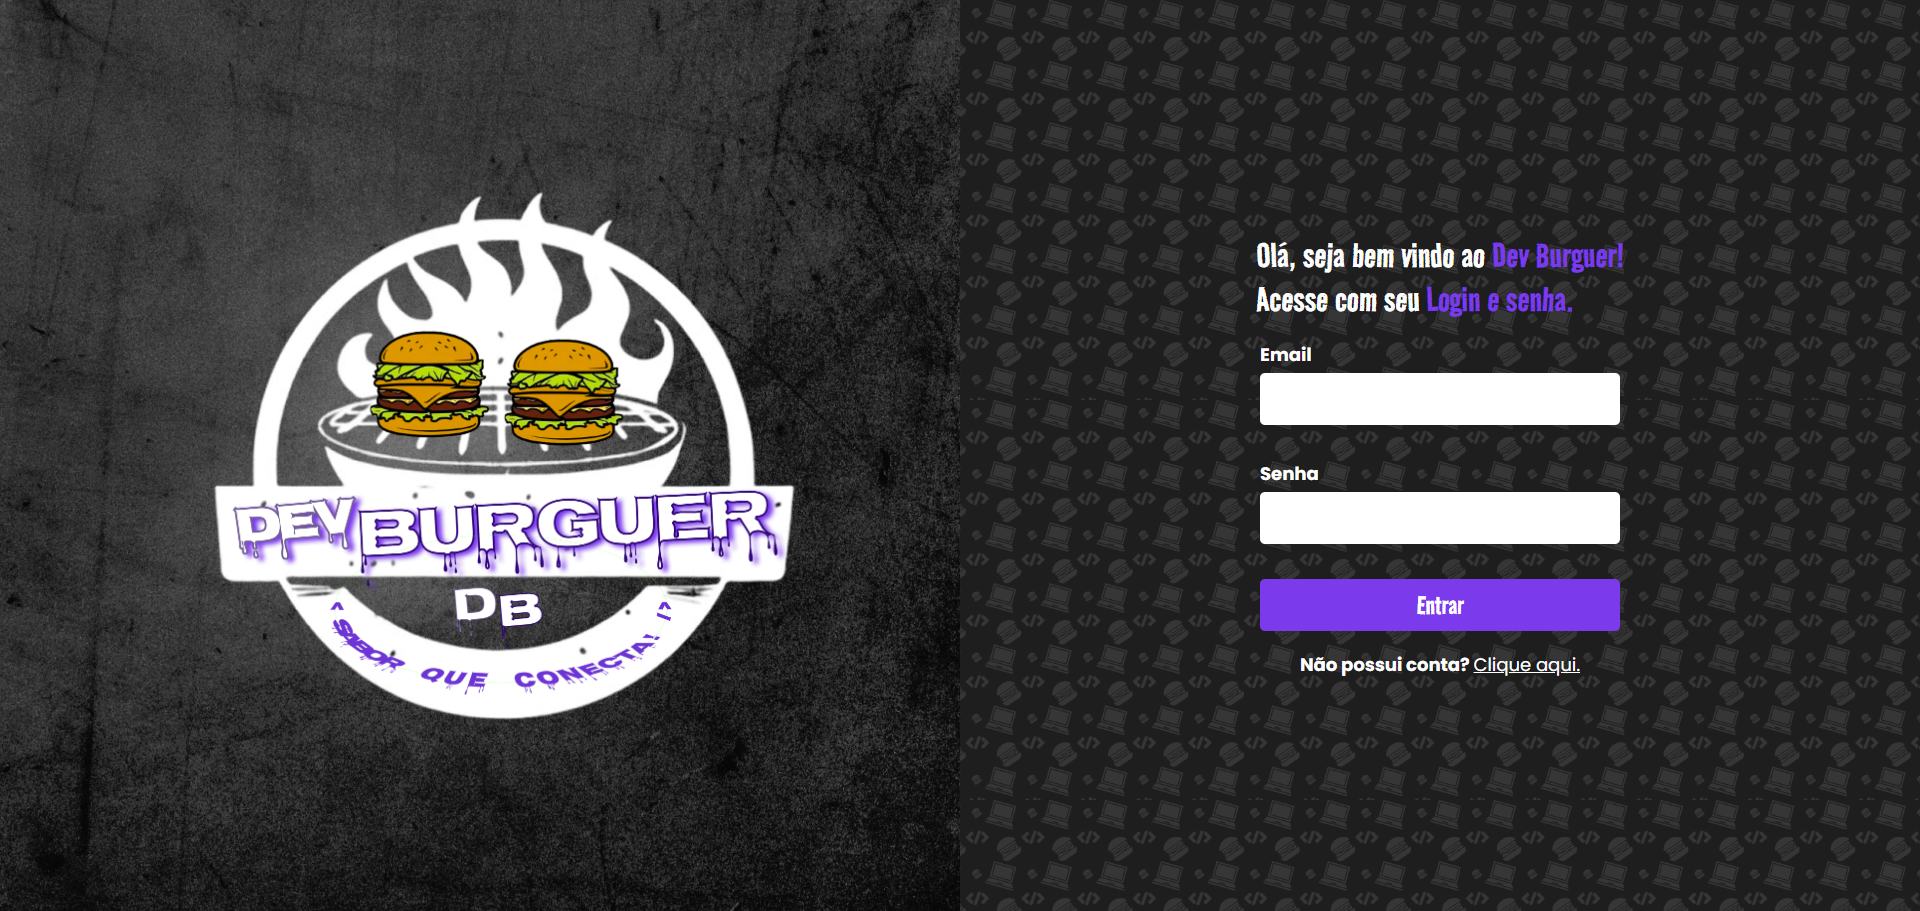 DEV BURGUER
DB
< SABOR QUE CONECTA! />
Olá, seja bem vindo ao Dev Burguer!
Acesse com seu Login e senha.
Email
Senha
Entrar
Não possui conta? Clique aqui.